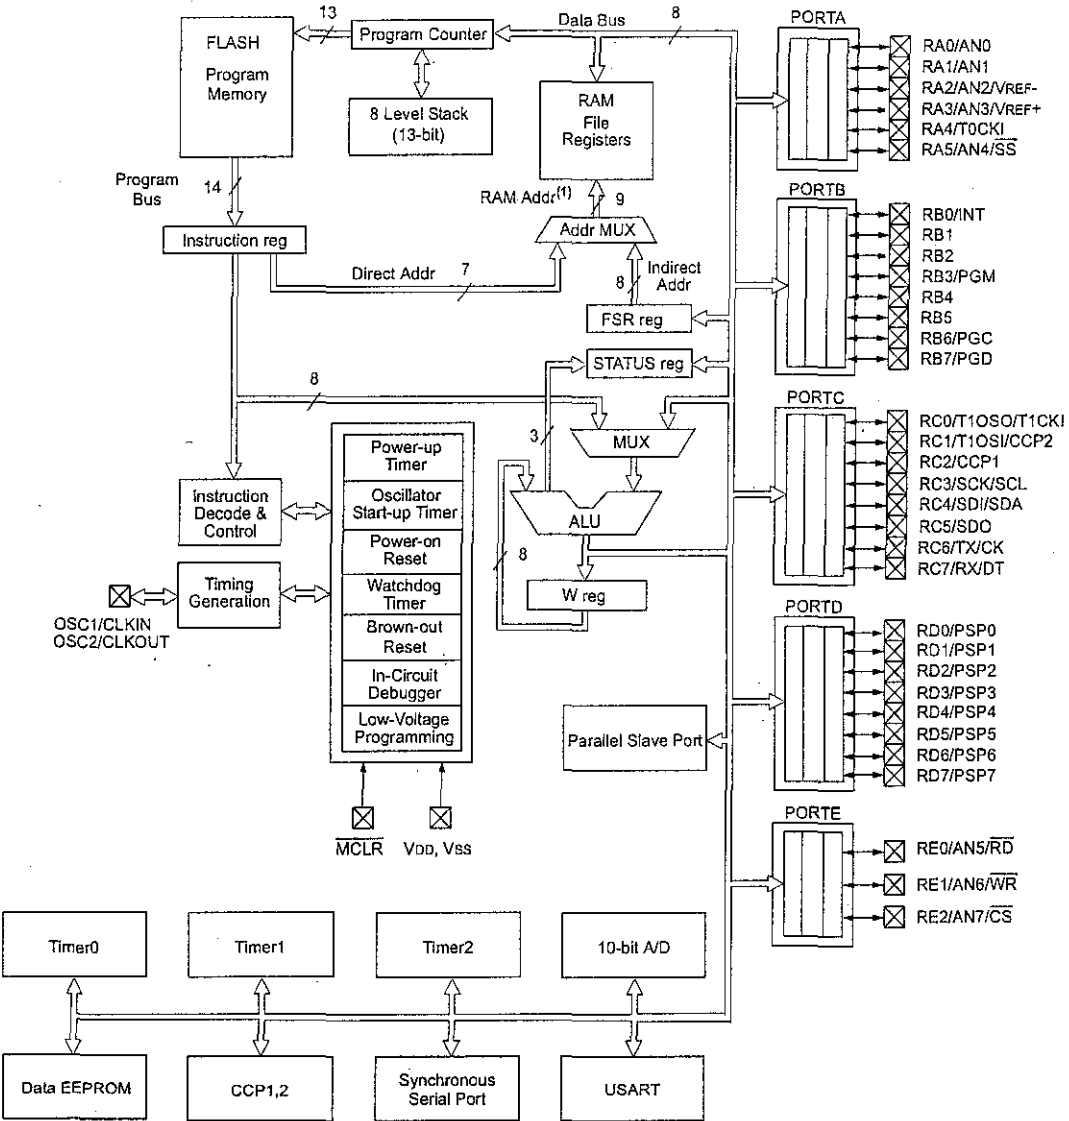 13
Data Bus
8
PORTA
FLASH
Program
Memory
Program Counter
8 Level Stack
(13-bit)
RAM
File
Registers
RA0/AN0
RA1/AN1
RA2/AN2/VREF-
RA3/AN3/VREF+
RA4/T0CKI
RA5/AN4/SS
Program
Bus
14
RAM Addr(1)
9
PORTB
Instruction reg
Addr MUX
Direct Addr
7
8
Indirect
Addr
FSR reg
STATUS reg
RB0/INT
RB1
RB2
RB3/PGM
RB4
RB5
RB6/PGC
RB7/PGD
8
3
MUX
PORTC
Power-up
Timer
Oscillator
Start-up Timer
Power-on
Reset
Watchdog
Timer
Brown-out
Reset
In-Circuit
Debugger
Low-Voltage
Programming
Instruction
Decode &
Control
ALU
8
W reg
RC0/T1OSO/T1CKI
RC1/T1OSI/CCP2
RC2/CCP1
RC3/SCK/SCL
RC4/SDI/SDA
RC5/SDO
RC6/TX/CK
RC7/RX/DT
Timing
Generation
OSC1/CLKIN
OSC2/CLKOUT
PORTD
RD0/PSP0
RD1/PSP1
RD2/PSP2
RD3/PSP3
RD4/PSP4
RD5/PSP5
RD6/PSP6
RD7/PSP7
Parallel Slave Port
MCLR
VDD, VSS
PORTE
RE0/AN5/RD
RE1/AN6/WR
RE2/AN7/CS
Timer0
Timer1
Timer2
10-bit A/D
Data EEPROM
CCP1,2
Synchronous
Serial Port
USART